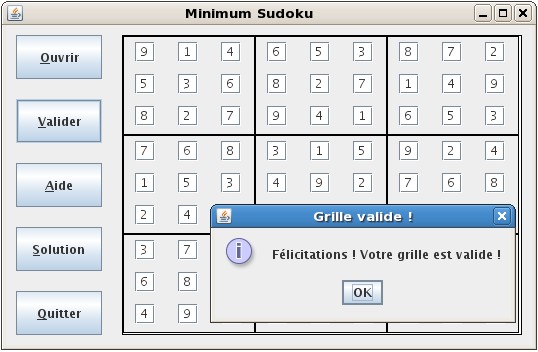 Minimum Sudoku
Ouvrir
Valider
Aide
Solution
Quitter
9 1 4 6 5 3 8 7 2
5 3 6 8 2 7 1 4 9
8 2 7 9 4 1 6 5 3
7 6 8 3 1 5 9 2 4
1 5 3 4 9 2 7 6 8
2 4
3 7
6 8
4 9
Grille valide !
Félicitations ! Votre grille est valide !
OK